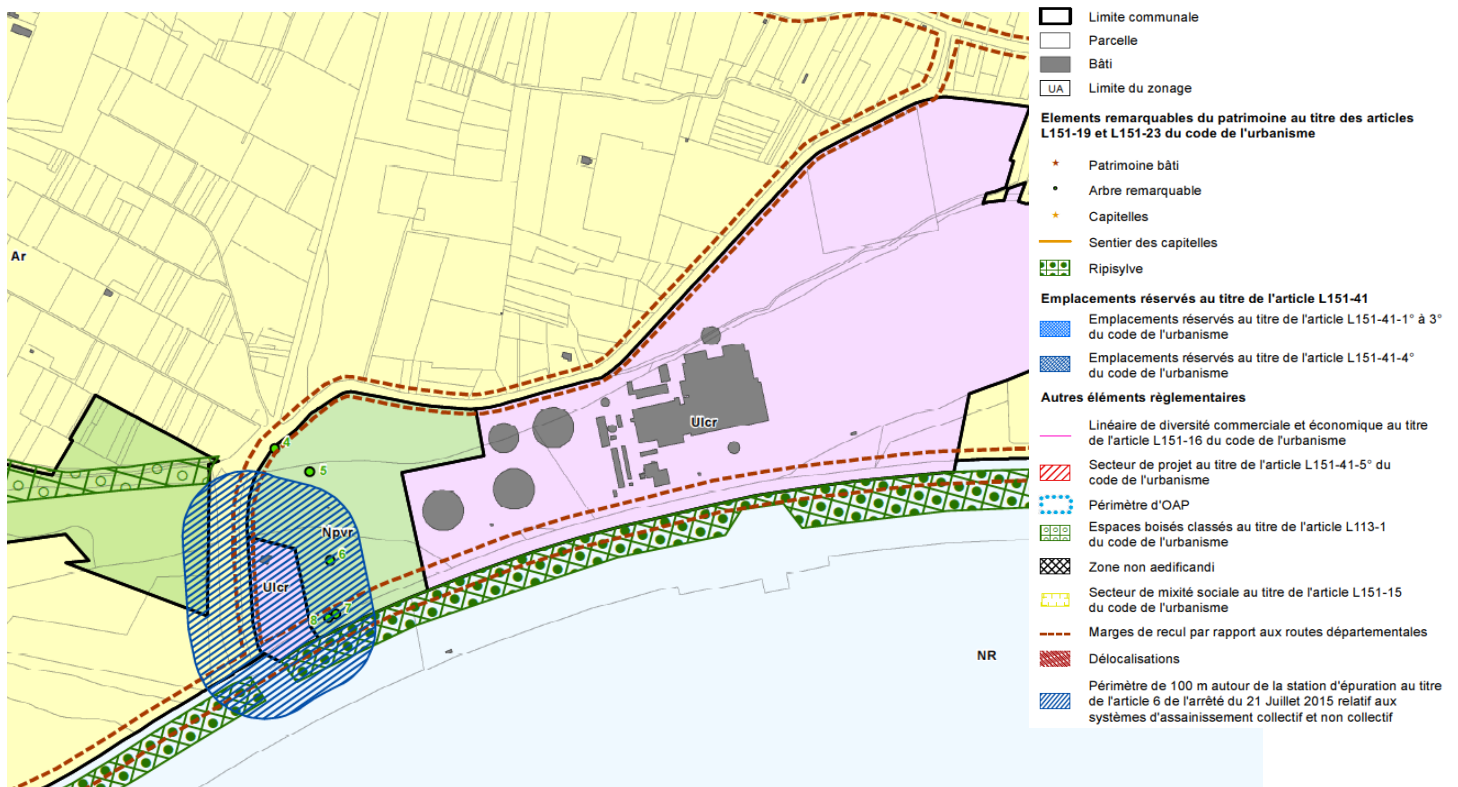 Ar
4
5
Npvr
6
Ulcr
7
8
Ulcr
NR
Limite communale
Parcelle
Bâti
UA
Limite du zonage
Elements remarquables du patrimoine au titre des articles
L151-19 et L151-23 du code de l'urbanisme
Patrimoine bâti
Arbre remarquable
Capitelles
Sentier des capitelles
Ripisylve
Emplacements réservés au titre de l'article L151-41
Emplacements réservés au titre de l'article L151-41-1° à 3°
du code de l'urbanisme
Emplacements réservés au titre de l'article L151-41-4°
du code de l'urbanisme
Autres éléments règlementaires
Linéaire de diversité commerciale et économique au titre
de l'article L151-16 du code de l'urbanisme
Secteur de projet au titre de l'article L151-41-5° du
code de l'urbanisme
Périmètre d'OAP
Espaces boisés classés au titre de l'article L113-1
du code de l'urbanisme
Zone non aedificandi
Secteur de mixité sociale au titre de l'article L151-15
du code de l'urbanisme
Marges de recul par rapport aux routes départementales
Délocalisations
Périmètre de 100 m autour de la station d'épuration au titre
de l'article 6 de l'arrêté du 21 Juillet 2015 relatif aux
systèmes d'assainissement collectif et non collectif